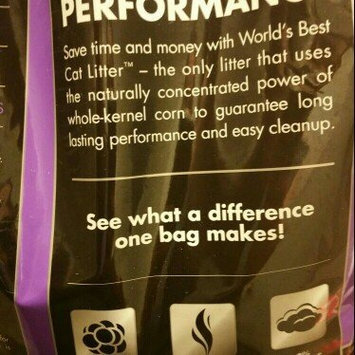 PERFORMANC
Save time and money with World's Best
Cat Litter™ – the only litter that uses
the naturally concentrated power of
whole-kernel corn to guarantee long
lasting performance and easy cleanup.
See what a difference
one bag makes!